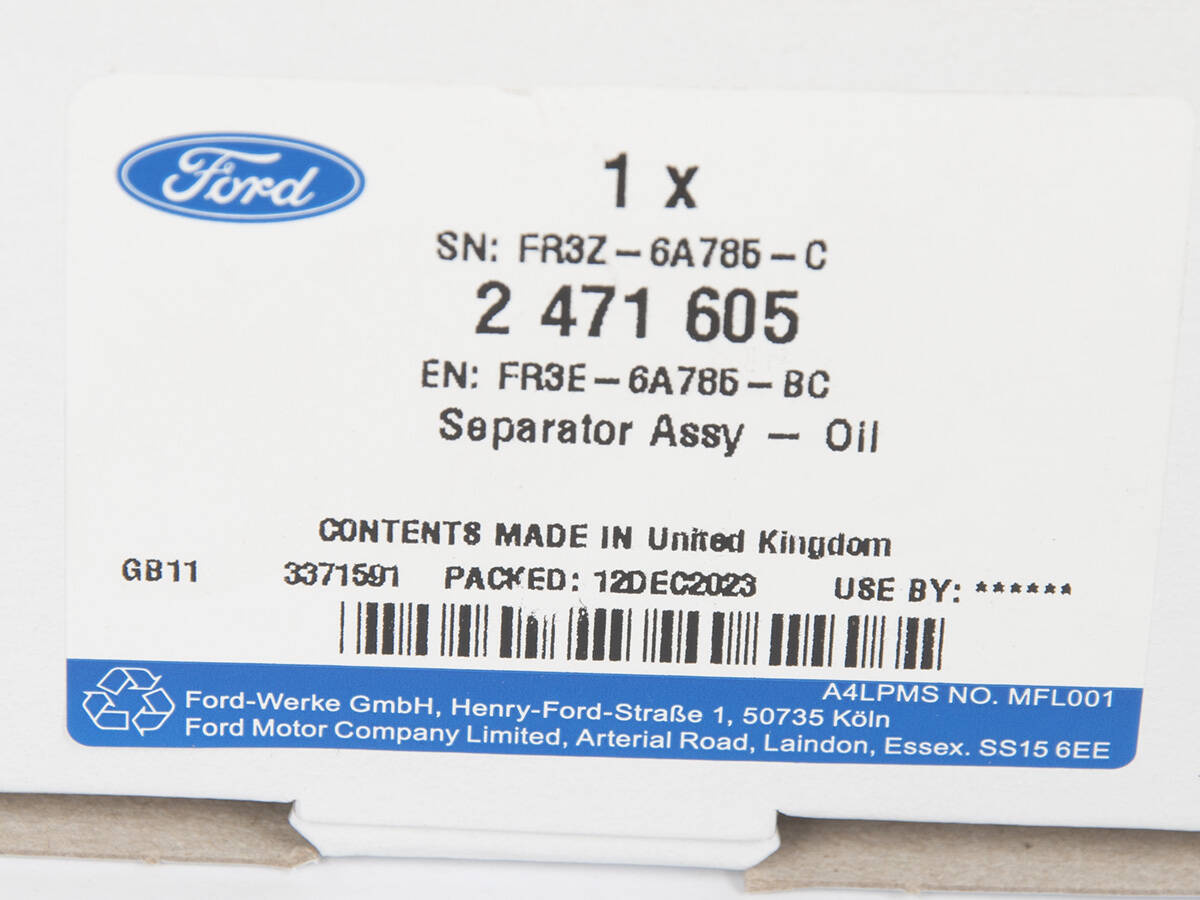 Ford
1 x
SN: FR3Z-6A785-C
2 471 605
EN: FR3E-6A785-BC
Separator Assy - Oil
CONTENTS MADE IN United Kingdom
GB11 3371591 PACKED: 12DEC2023 USE BY: ******
A4LPMS NO. MFL001
Ford-Werke GmbH, Henry-Ford-Straße 1, 50735 Köln
Ford Motor Company Limited, Arterial Road, Laindon, Essex. SS15 6EE